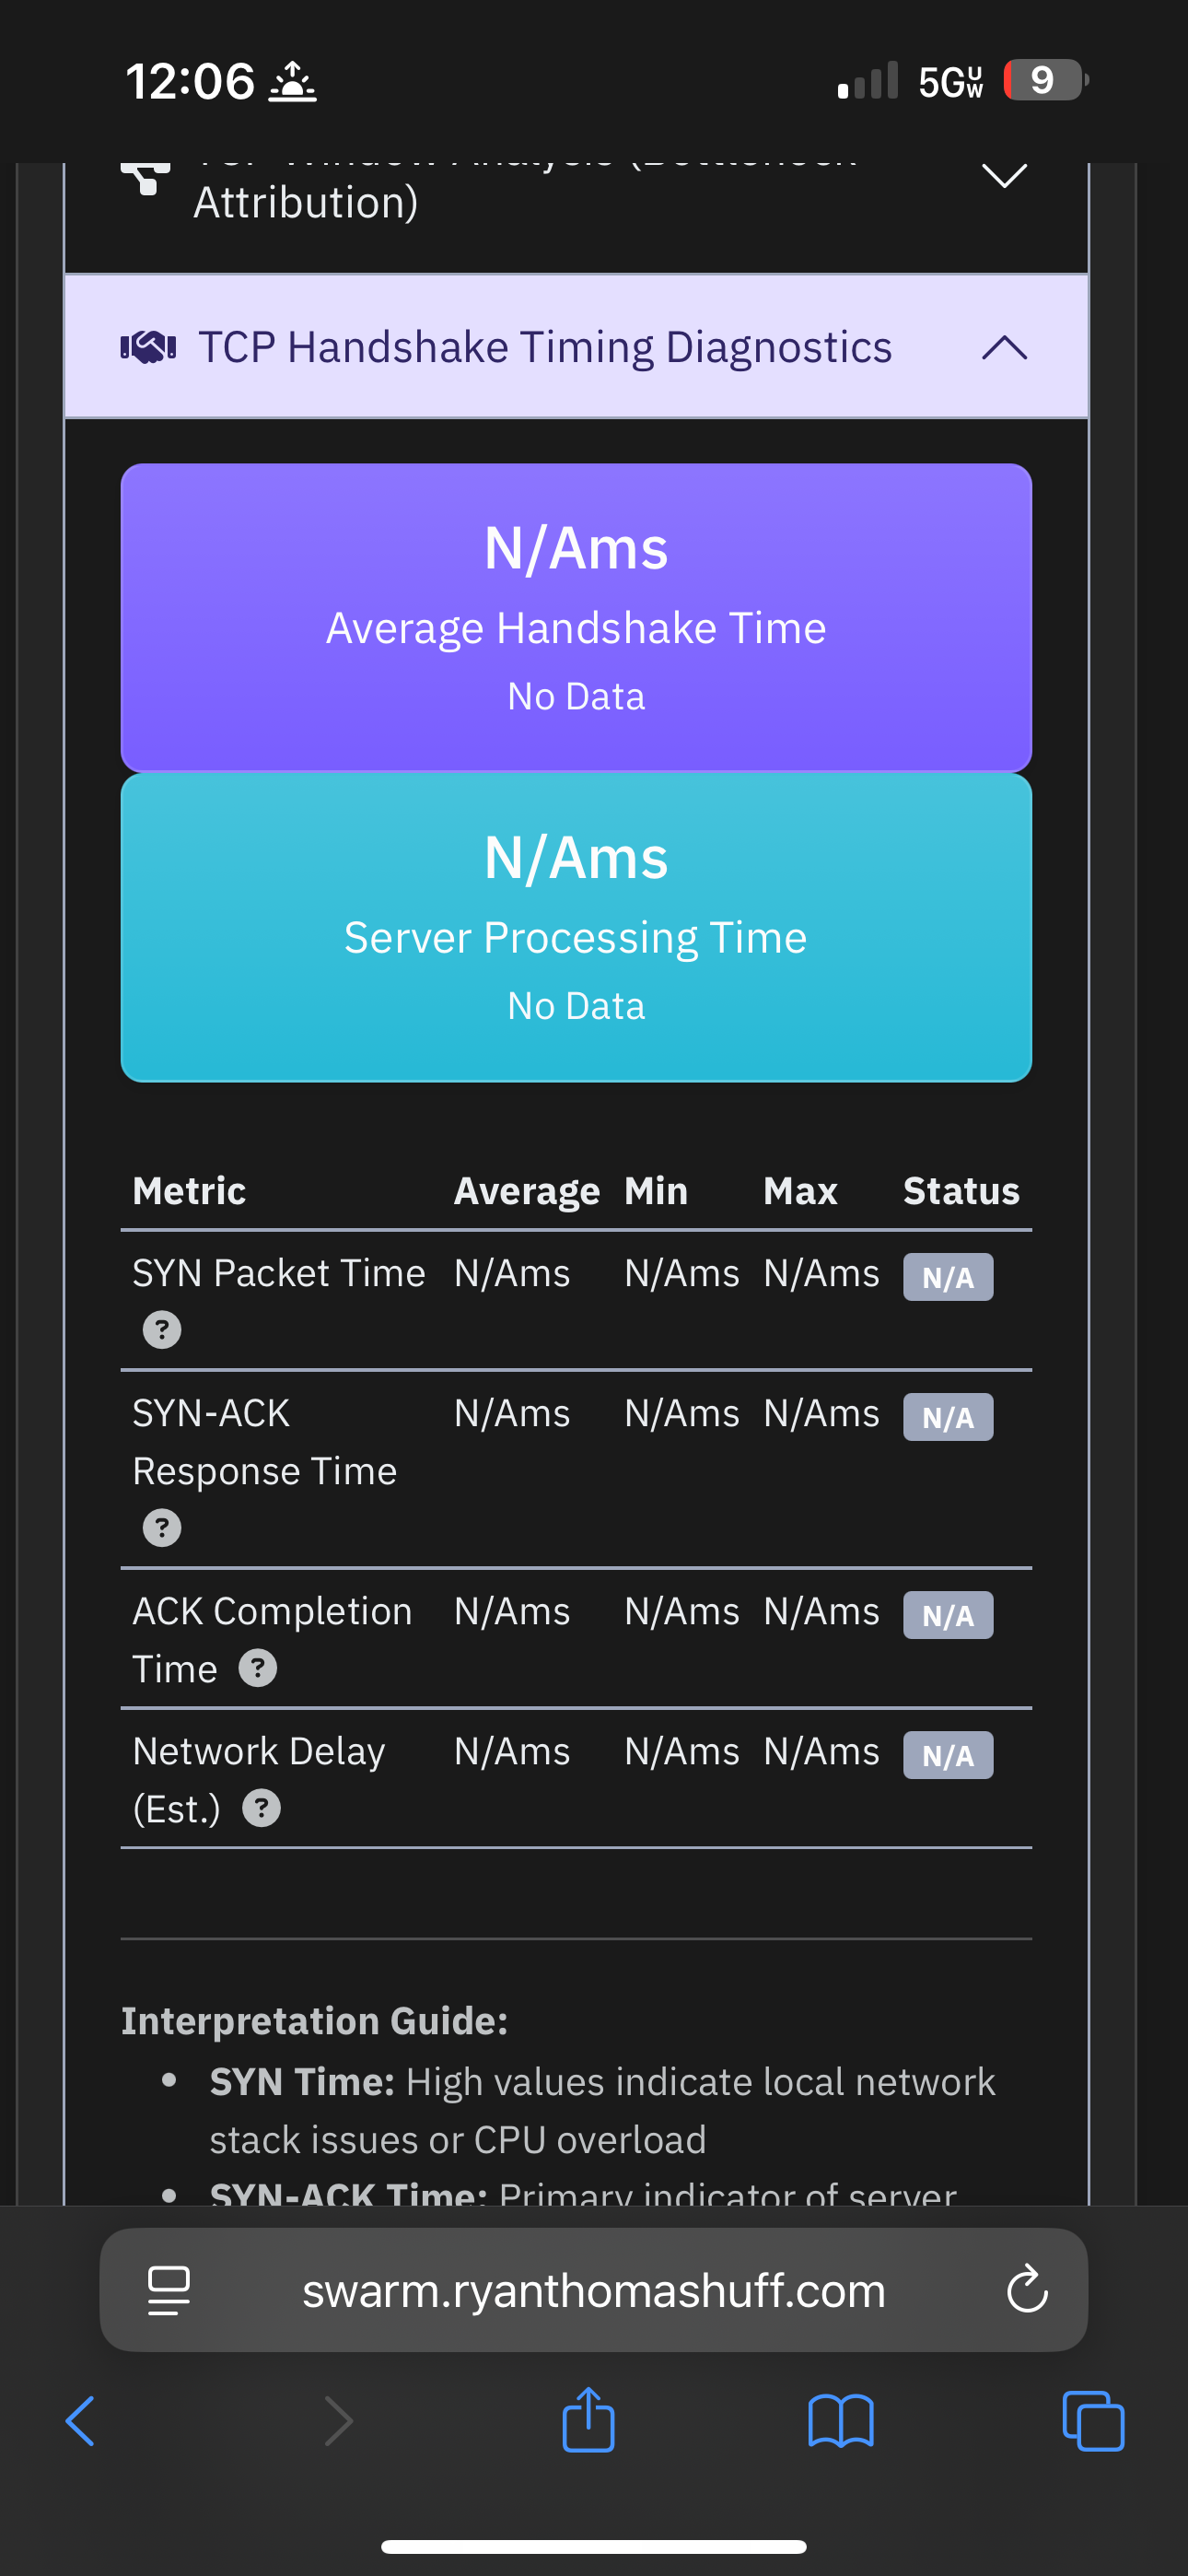 12:06
5G UW
9
TCP Window Analysis (Bottleneck
Attribution)
TCP Handshake Timing Diagnostics
N/Ams
Average Handshake Time
No Data
N/Ams
Server Processing Time
No Data
Metric Average Min Max Status
SYN Packet Time N/Ams N/Ams N/Ams N/A
?
SYN-ACK N/Ams N/Ams N/Ams N/A
Response Time
?
ACK Completion N/Ams N/Ams N/Ams N/A
Time ?
Network Delay N/Ams N/Ams N/Ams N/A
(Est.) ?
Interpretation Guide:
• SYN Time: High values indicate local network
stack issues or CPU overload
• SYN-ACK Time: Primary indicator of server
swarm.ryanthomashuff.com